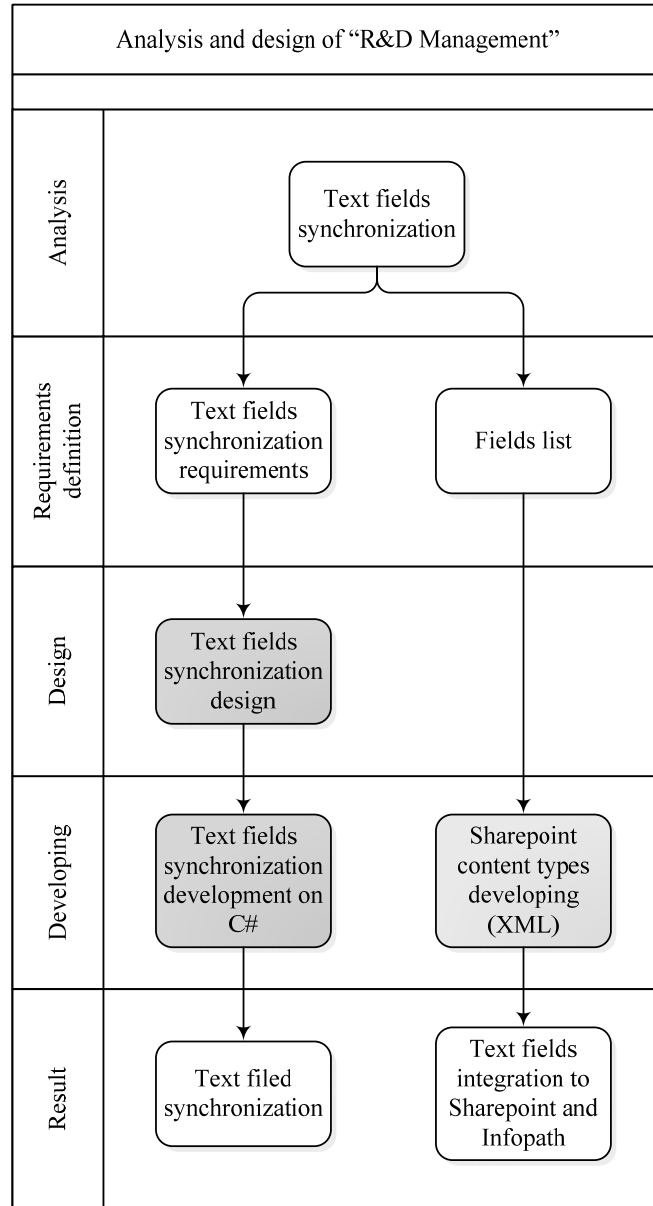 Analysis and design of “R&D Management”
Analysis
Text fields
synchronization
Requirements
definition
Text fields
synchronization
requirements
Fields list
Design
Text fields
synchronization
design
Developing
Text fields
synchronization
development on
C#
Sharepoint
content types
developing
(XML)
Result
Text filed
synchronization
Text fields
integration to
Sharepoint and
Infopath